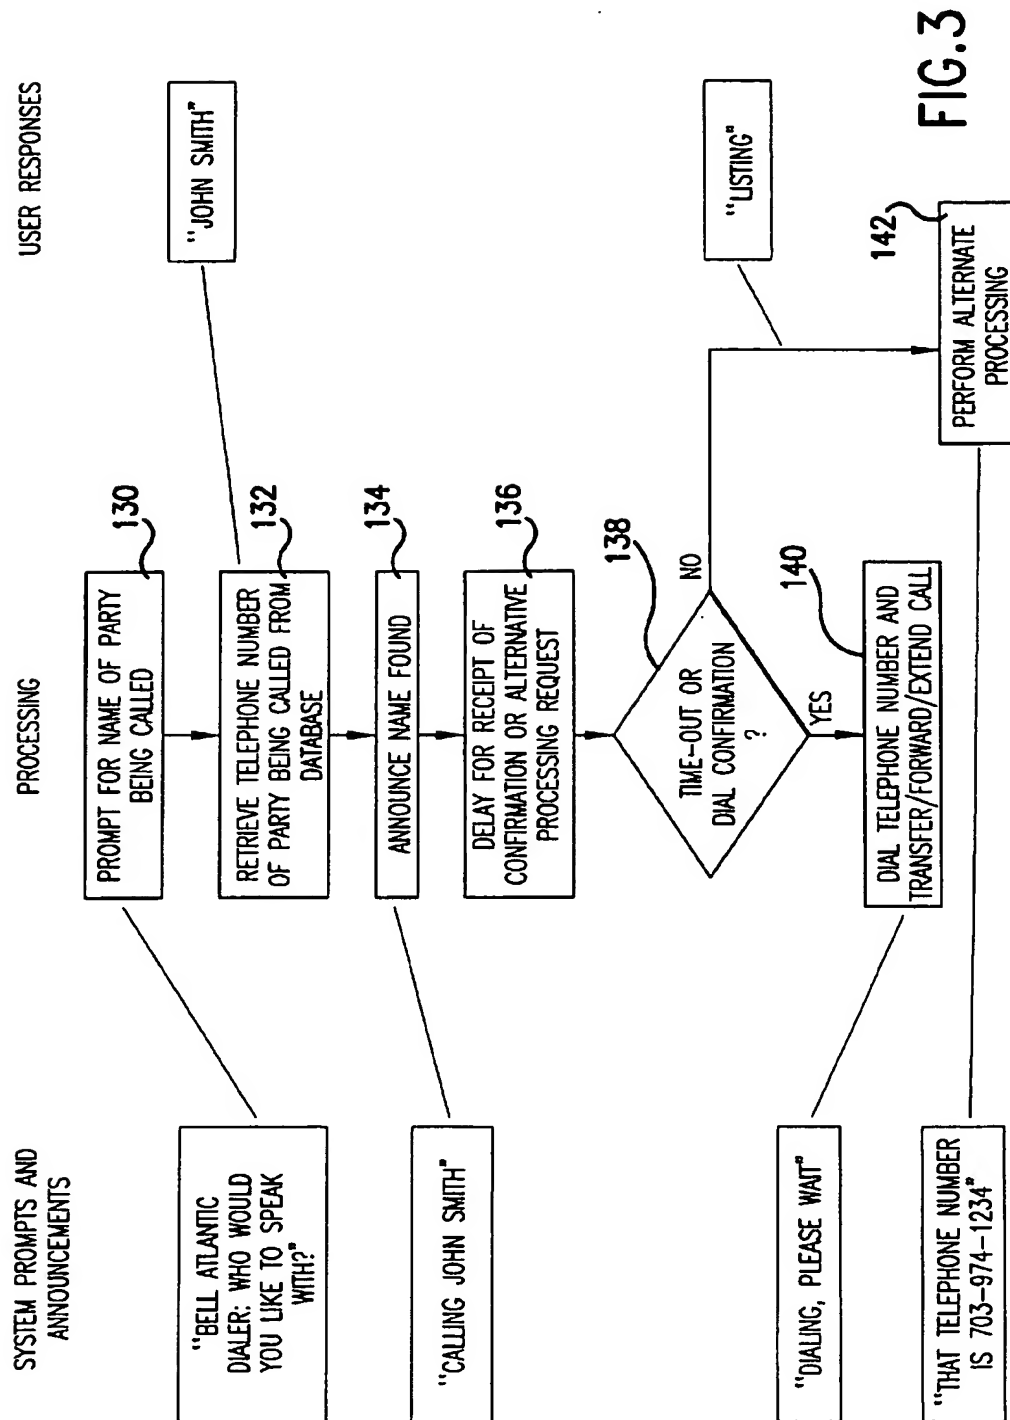 SYSTEM PROMPTS AND
ANNOUNCEMENTS
PROCESSING
USER RESPONSES
"BELL ATLANTIC
DIALER: WHO WOULD
YOU LIKE TO SPEAK
WITH?"
PROMPT FOR NAME OF PARTY
BEING CALLED
130
"JOHN SMITH"
RETRIEVE TELEPHONE NUMBER
OF PARTY BEING CALLED FROM
DATABASE
132
"CALLING JOHN SMITH"
ANNOUNCE NAME FOUND
134
DELAY FOR RECEIPT OF
CONFIRMATION OR ALTERNATIVE
PROCESSING REQUEST
136
TIME-OUT OR
DIAL CONFIRMATION
?
138
NO
YES
"LISTING"
"DIALING, PLEASE WAIT"
DIAL TELEPHONE NUMBER AND
TRANSFER/FORWARD/EXTEND CALL
140
"THAT TELEPHONE NUMBER
IS 703-974-1234"
PERFORM ALTERNATE
PROCESSING
142
FIG.3